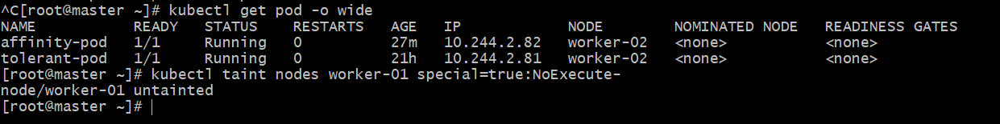 ^C[root@master ~]# kubectl get pod -o wide
NAME           READY   STATUS    RESTARTS   AGE   IP            NODE        NOMINATED NODE   READINESS GATES
affinity-pod   1/1     Running   0          27m   10.244.2.82   worker-02   <none>           <none>
tolerant-pod   1/1     Running   0          21h   10.244.2.81   worker-02   <none>           <none>
[root@master ~]# kubectl taint nodes worker-01 special=true:NoExecute-
node/worker-01 untainted
[root@master ~]#